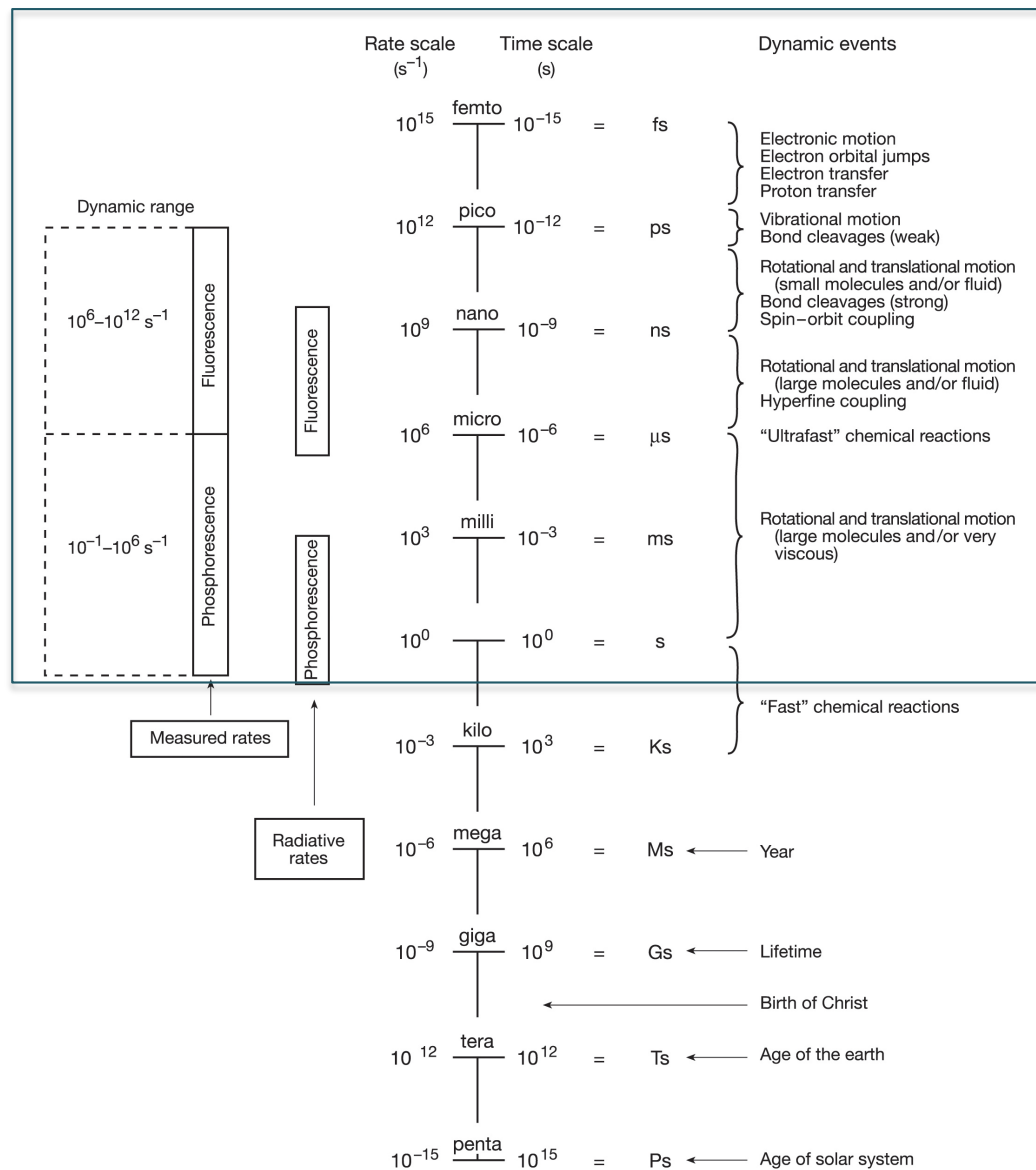 Rate scale Time scale Dynamic events
(s⁻¹) (s)
femto
10¹⁵ 10⁻¹⁵ = fs
Electronic motion
Electron orbital jumps
Electron transfer
Proton transfer
Dynamic range
pico
10¹² 10⁻¹² = ps
Vibrational motion
Bond cleavages (weak)
Rotational and translational motion
(small molecules and/or fluid)
Bond cleavages (strong)
Spin–orbit coupling
10⁶–10¹² s⁻¹
Fluorescence
Fluorescence
nano
10⁹ 10⁻⁹ = ns
Rotational and translational motion
(large molecules and/or fluid)
Hyperfine coupling
micro
10⁶ 10⁻⁶ = μs
“Ultrafast” chemical reactions
milli
10³ 10⁻³ = ms
Rotational and translational motion
(large molecules and/or very
viscous)
10⁻¹–10⁶ s⁻¹
Phosphorescence
Phosphorescence
10⁰ 10⁰ = s
“Fast” chemical reactions
Measured rates
kilo
10⁻³ 10³ = Ks
Radiative
rates
mega
10⁻⁶ 10⁶ = Ms Year
giga
10⁻⁹ 10⁹ = Gs Lifetime
Birth of Christ
tera
10 ¹² 10¹² = Ts Age of the earth
penta
10⁻¹⁵ 10¹⁵ = Ps Age of solar system